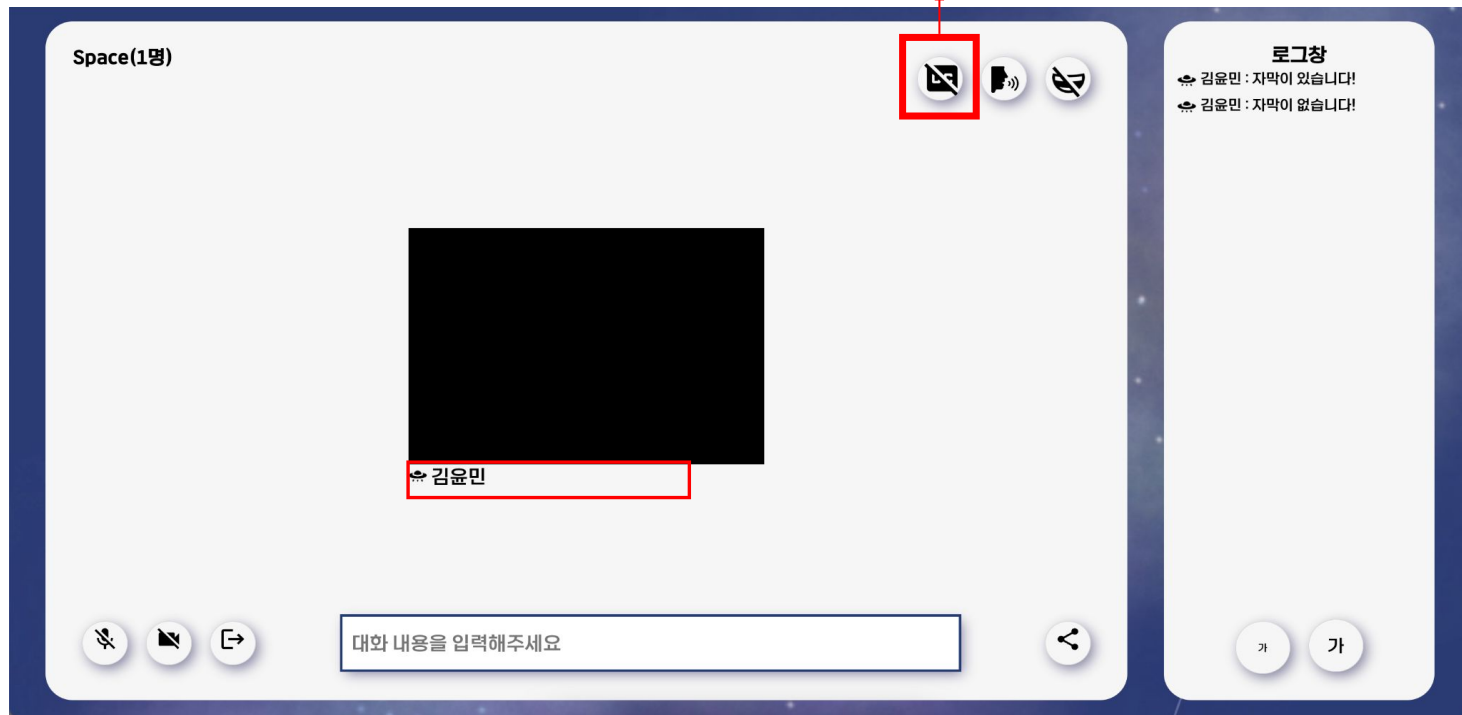 Space(1명)
김윤민
대화 내용을 입력해주세요
로그창
김윤민 : 자막이 있습니다!
김윤민 : 자막이 없습니다!
가 가